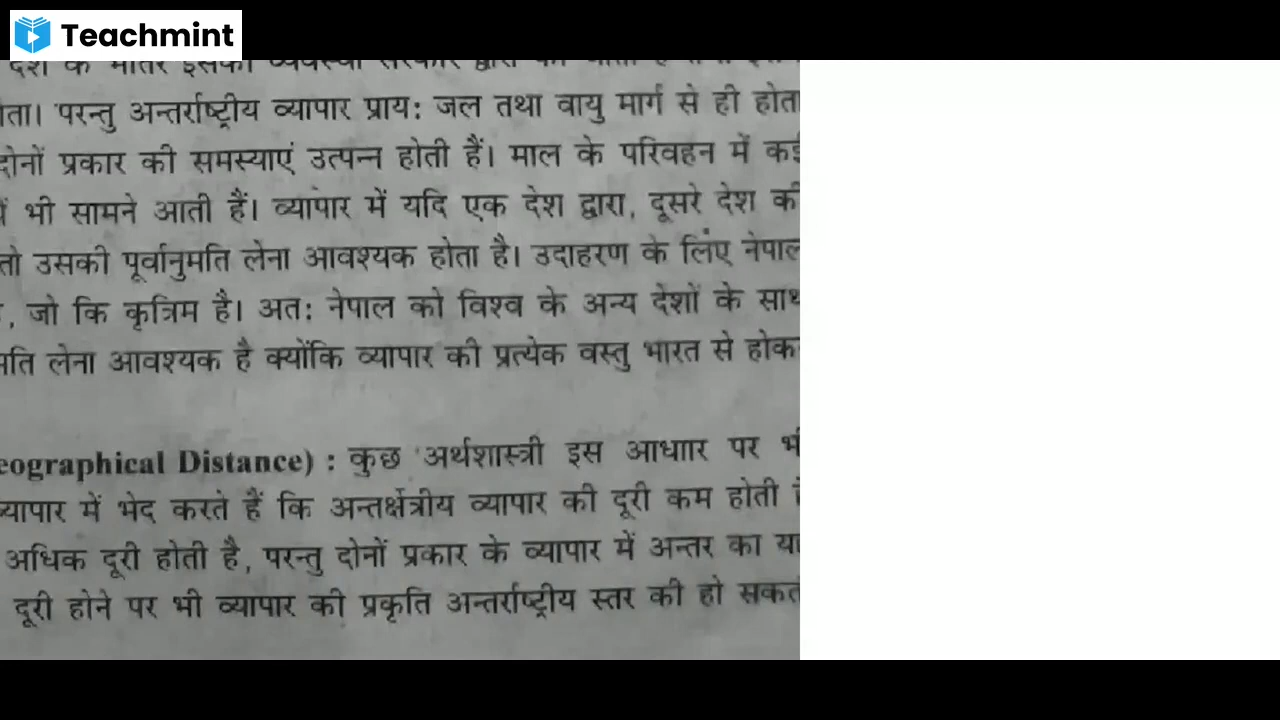 Teachmint
परन्तु अन्तर्राष्ट्रीय व्यापार प्राय: जल तथा वायु मार्ग से ही होता
दोनों प्रकार की समस्याएं उत्पन्न होती हैं। माल के परिवहन में कई
भी सामने आती हैं। व्यापार में यदि एक देश द्वारा, दूसरे देश की
तो उसकी पूर्वानुमति लेना आवश्यक होता है। उदाहरण के लिए नेपाल
, जो कि कृत्रिम है। अत: नेपाल को विश्व के अन्य देशों के साथ
लेना आवश्यक है क्योंकि व्यापार की प्रत्येक वस्तु भारत से
eographical Distance) : कुछ अर्थशास्त्री इस आधाार पर
में भेद करते हैं कि अन्तर्क्षेत्रीय व्यापार की दूरी कम होती
अधिक दूरी होती है, परन्तु दोनों प्रकार के व्यापार में अन्तर का
दूरी होने पर भी व्यापार की प्रकृति अन्तर्राष्ट्रीय स्तर की हो